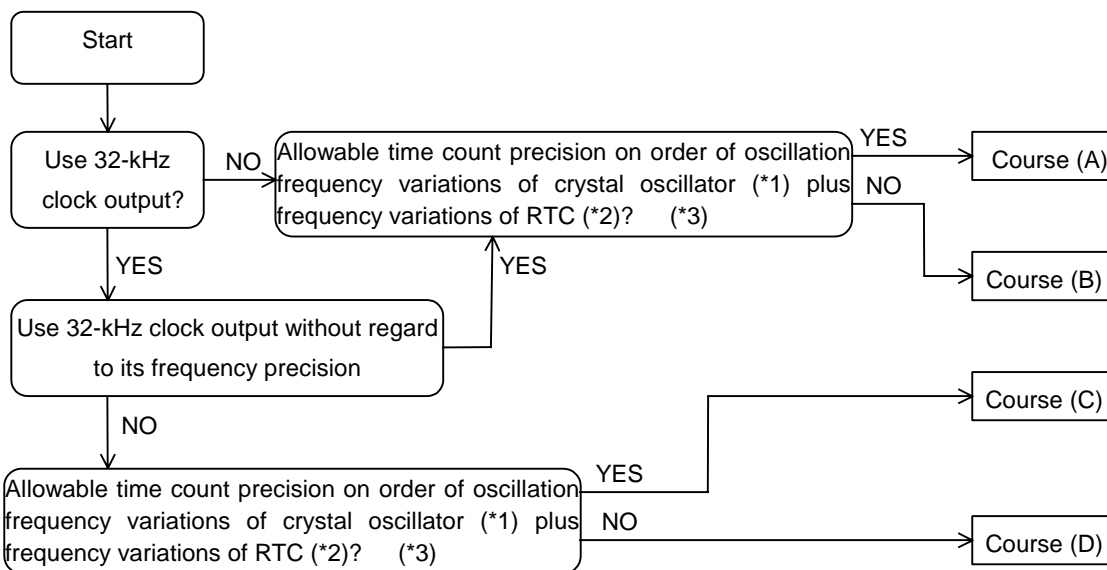 Start
Use 32-kHz
clock output?
NO
Allowable time count precision on order of oscillation
frequency variations of crystal oscillator (*1) plus
frequency variations of RTC (*2)? (*3)
YES
Course (A)
NO
Course (B)
YES
YES
Use 32-kHz clock output without regard
to its frequency precision
Course (C)
NO
Allowable time count precision on order of oscillation
frequency variations of crystal oscillator (*1) plus
frequency variations of RTC (*2)? (*3)
YES
NO
Course (D)